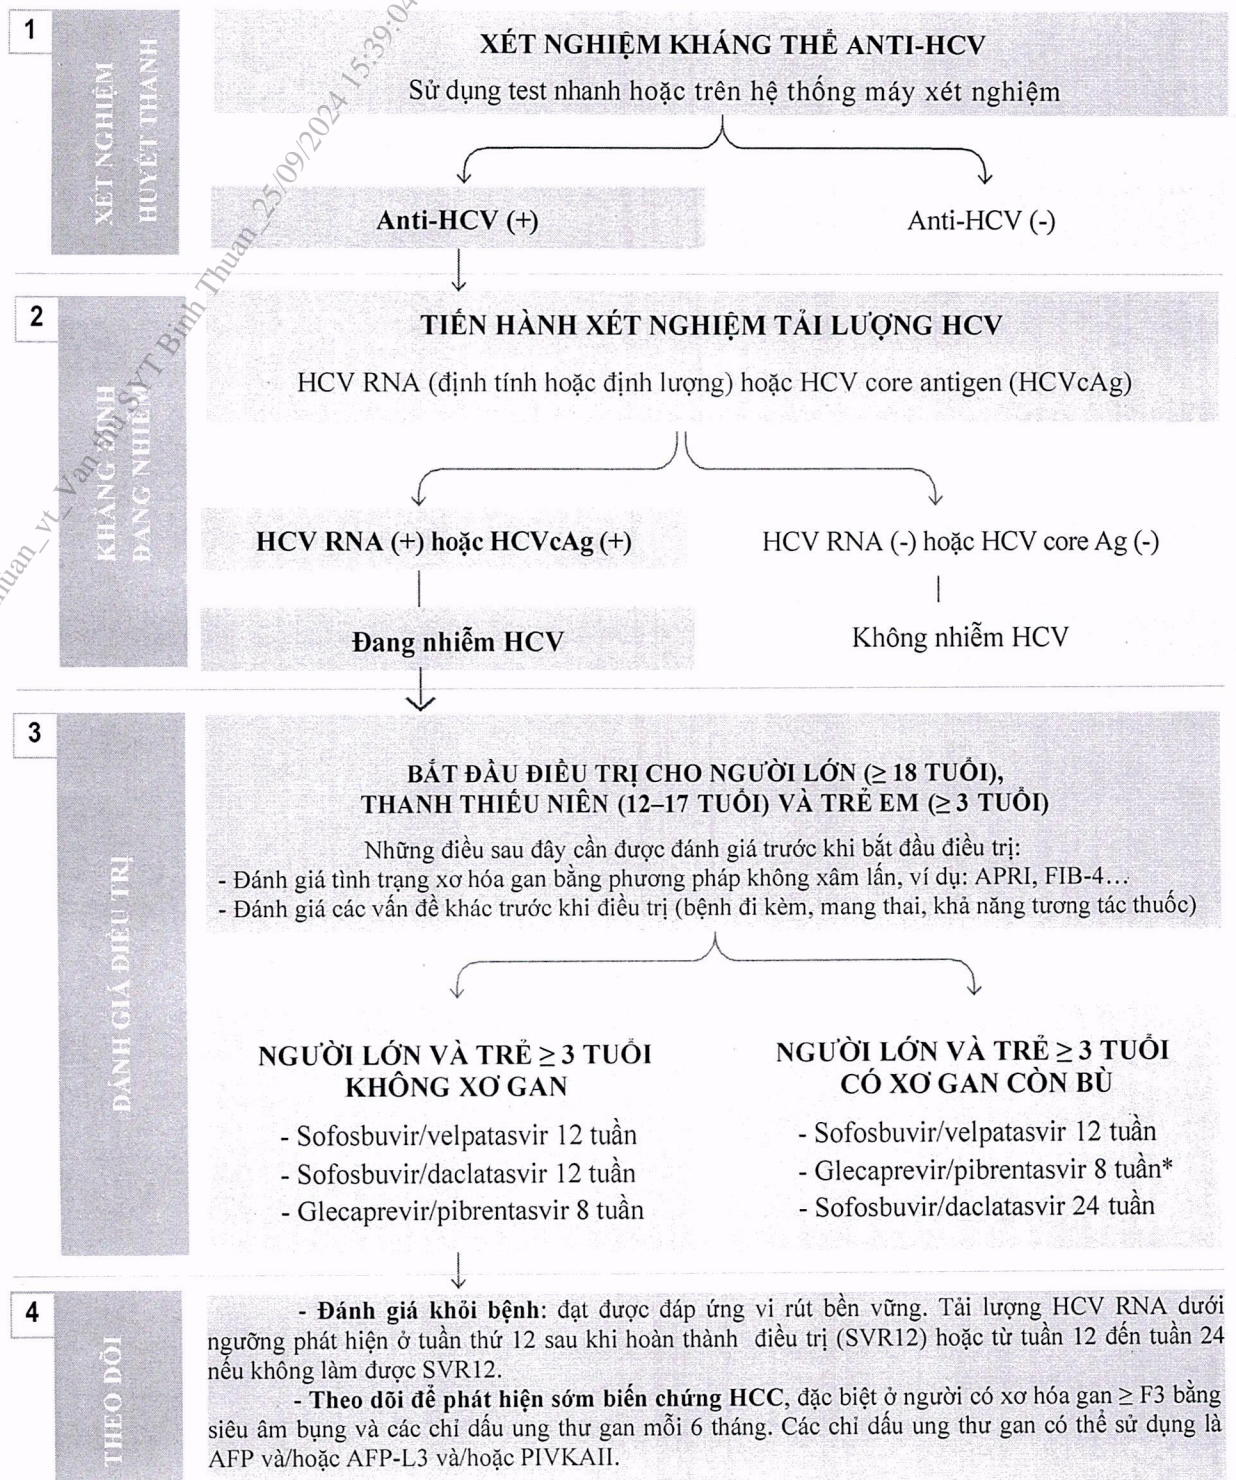 1
XÉT NGHIỆM
HUYẾT THANH
XÉT NGHIỆM KHÁNG THỂ ANTI-HCV
Sử dụng test nhanh hoặc trên hệ thống máy xét nghiệm
Anti-HCV (+)
Anti-HCV (-)
2
KHẲNG ĐỊNH
ĐANG NHIỄM
TIẾN HÀNH XÉT NGHIỆM TẢI LƯỢNG HCV
HCV RNA (định tính hoặc định lượng) hoặc HCV core antigen (HCVcAg)
HCV RNA (+) hoặc HCVcAg (+)
HCV RNA (-) hoặc HCV core Ag (-)
Đang nhiễm HCV
Không nhiễm HCV
3
ĐÁNH GIÁ ĐIỀU TRỊ
BẮT ĐẦU ĐIỀU TRỊ CHO NGƯỜI LỚN (≥ 18 TUỔI),
THANH THIẾU NIÊN (12–17 TUỔI) VÀ TRẺ EM (≥ 3 TUỔI)
Những điều sau đây cần được đánh giá trước khi bắt đầu điều trị:
- Đánh giá tình trạng xơ hóa gan bằng phương pháp không xâm lấn, ví dụ: APRI, FIB-4…
- Đánh giá các vấn đề khác trước khi điều trị (bệnh đi kèm, mang thai, khả năng tương tác thuốc)
NGƯỜI LỚN VÀ TRẺ ≥ 3 TUỔI
KHÔNG XƠ GAN
- Sofosbuvir/velpatasvir 12 tuần
- Sofosbuvir/daclatasvir 12 tuần
- Glecaprevir/pibrentasvir 8 tuần
NGƯỜI LỚN VÀ TRẺ ≥ 3 TUỔI
CÓ XƠ GAN CÒN BÙ
- Sofosbuvir/velpatasvir 12 tuần
- Glecaprevir/pibrentasvir 8 tuần*
- Sofosbuvir/daclatasvir 24 tuần
4
THEO DÕI
- Đánh giá khỏi bệnh: đạt được đáp ứng vi rút bền vững. Tải lượng HCV RNA dưới
ngưỡng phát hiện ở tuần thứ 12 sau khi hoàn thành điều trị (SVR12) hoặc từ tuần 12 đến tuần 24
nếu không làm được SVR12.
- Theo dõi để phát hiện sớm biến chứng HCC, đặc biệt ở người có xơ hóa gan ≥ F3 bằng
siêu âm bụng và các chỉ dấu ung thư gan mỗi 6 tháng. Các chỉ dấu ung thư gan có thể sử dụng là
AFP và/hoặc AFP-L3 và/hoặc PIVKAII.
huan_vt_Van thu SYT Binh Thuan_25/09/2024 15:39:04